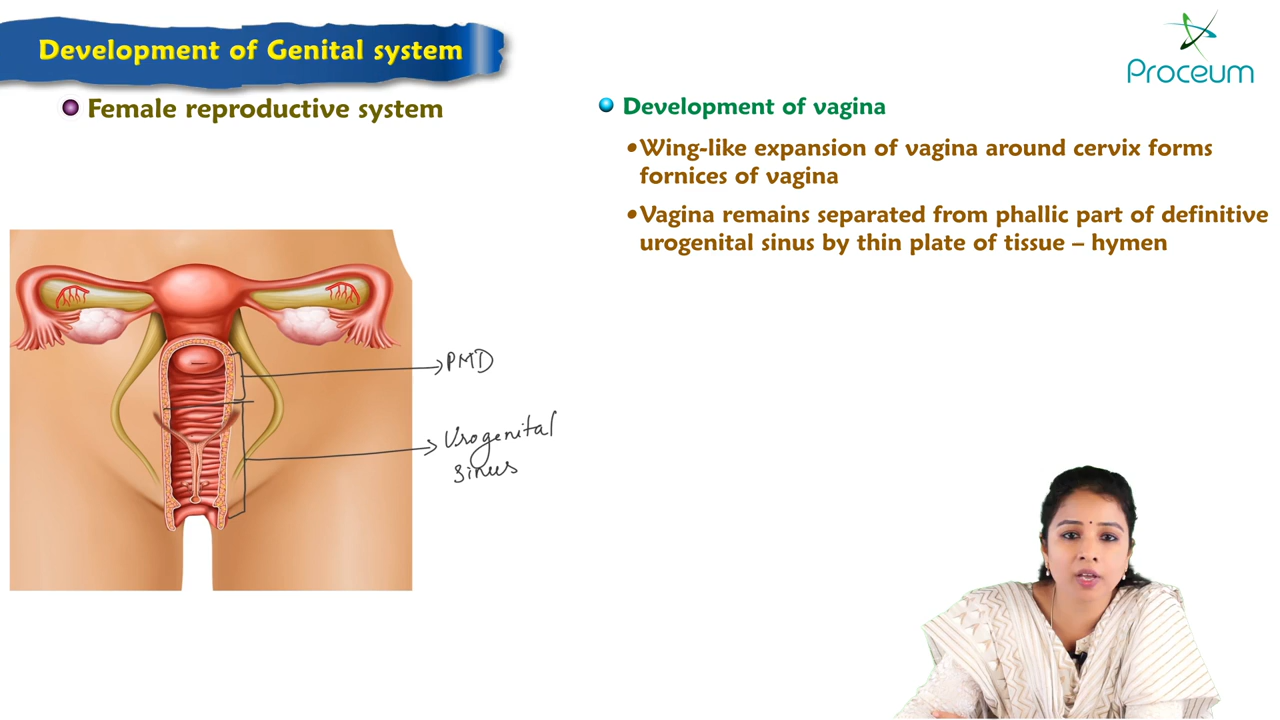 Development of Genital system
Proceum
Female reproductive system
Development of vagina
•Wing-like expansion of vagina around cervix forms
fornices of vagina
•Vagina remains separated from phallic part of definitive
urogenital sinus by thin plate of tissue – hymen
PMD
Urogenital
Sinus